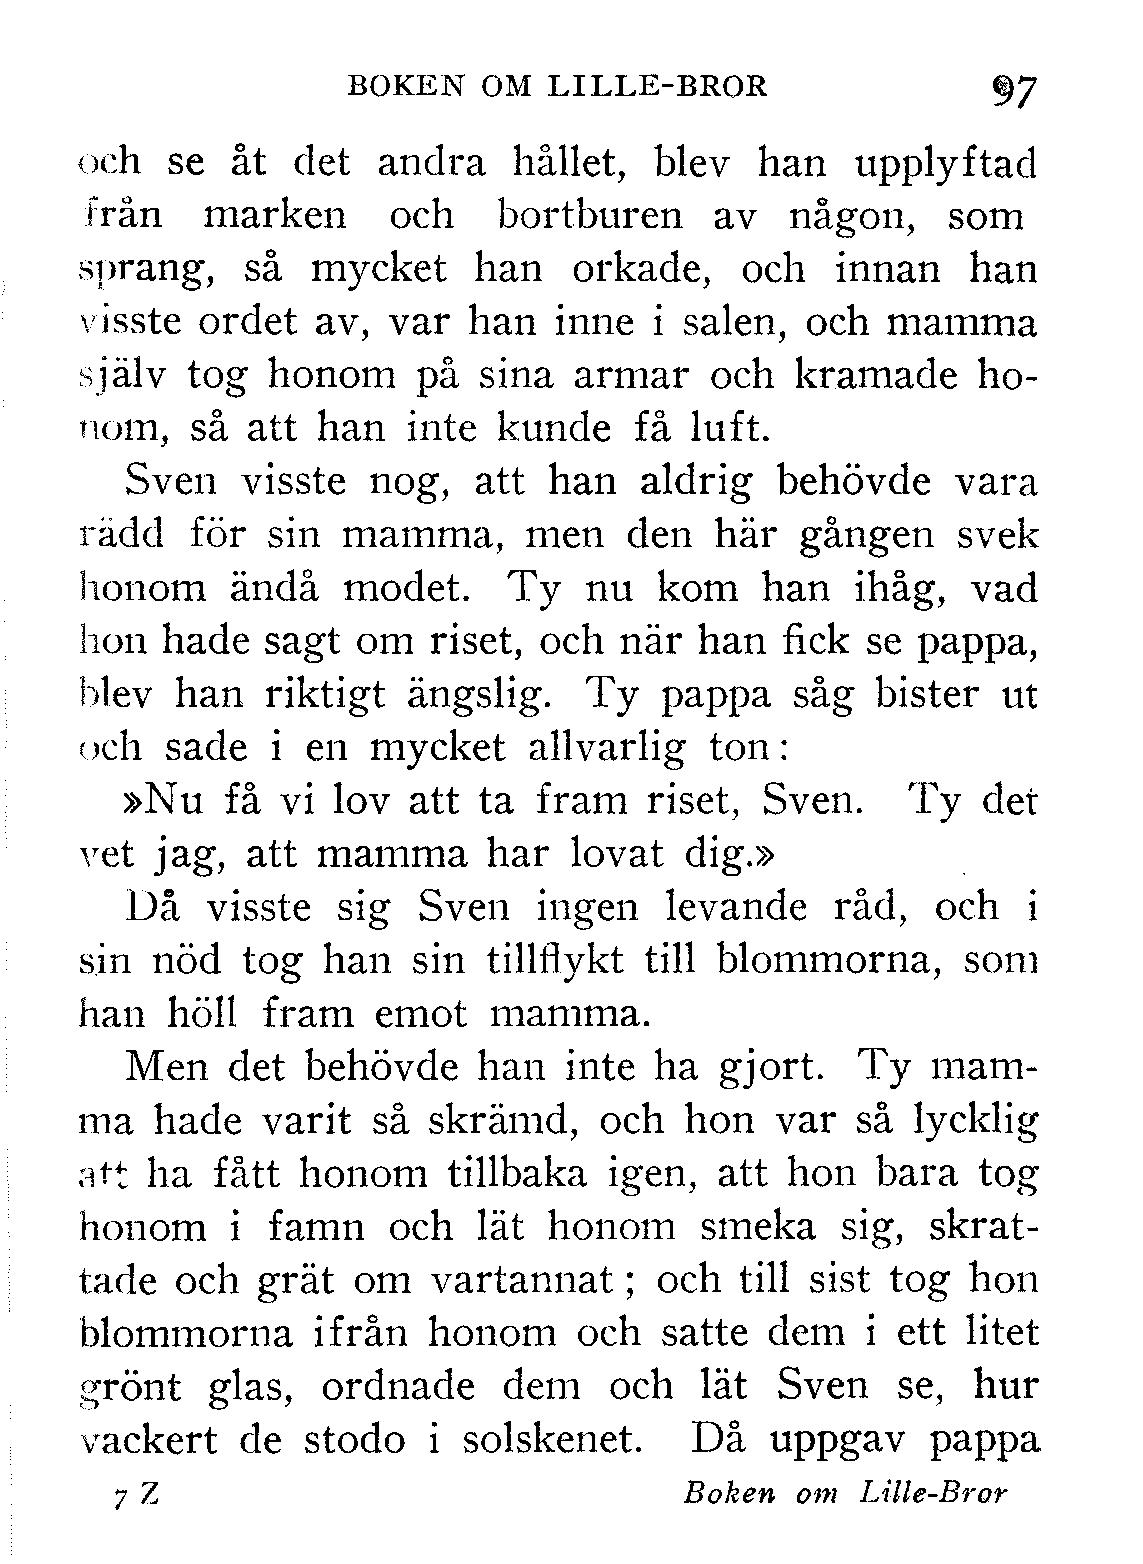 BOKEN OM LILLE-BROR 97
och se åt det andra hållet, blev han upplyftad
från marken och bortburen av någon, som
sprang, så mycket han orkade, och innan han
visste ordet av, var han inne i salen, och mamma
själv tog honom på sina armar och kramade ho-
nom, så att han inte kunde få luft.
Sven visste nog, att han aldrig behövde vara
rädd för sin mamma, men den här gången svek
honom ändå modet. Ty nu kom han ihåg, vad
hon hade sagt om riset, och när han fick se pappa,
blev han riktigt ängslig. Ty pappa såg bister ut
och sade i en mycket allvarlig ton:
»Nu få vi lov att ta fram riset, Sven. Ty det
vet jag, att mamma har lovat dig.»
Då visste sig Sven ingen levande råd, och i
sin nöd tog han sin tillflykt till blommorna, som
han höll fram emot mamma.
Men det behövde han inte ha gjort. Ty mam-
ma hade varit så skrämd, och hon var så lycklig
att ha fått honom tillbaka igen, att hon bara tog
honom i famn och lät honom smeka sig, skrat-
tade och grät om vartannat; och till sist tog hon
blommorna ifrån honom och satte dem i ett litet
grönt glas, ordnade dem och lät Sven se, hur
vackert de stodo i solskenet. Då uppgav pappa
7 Z Boken om Lille-Bror